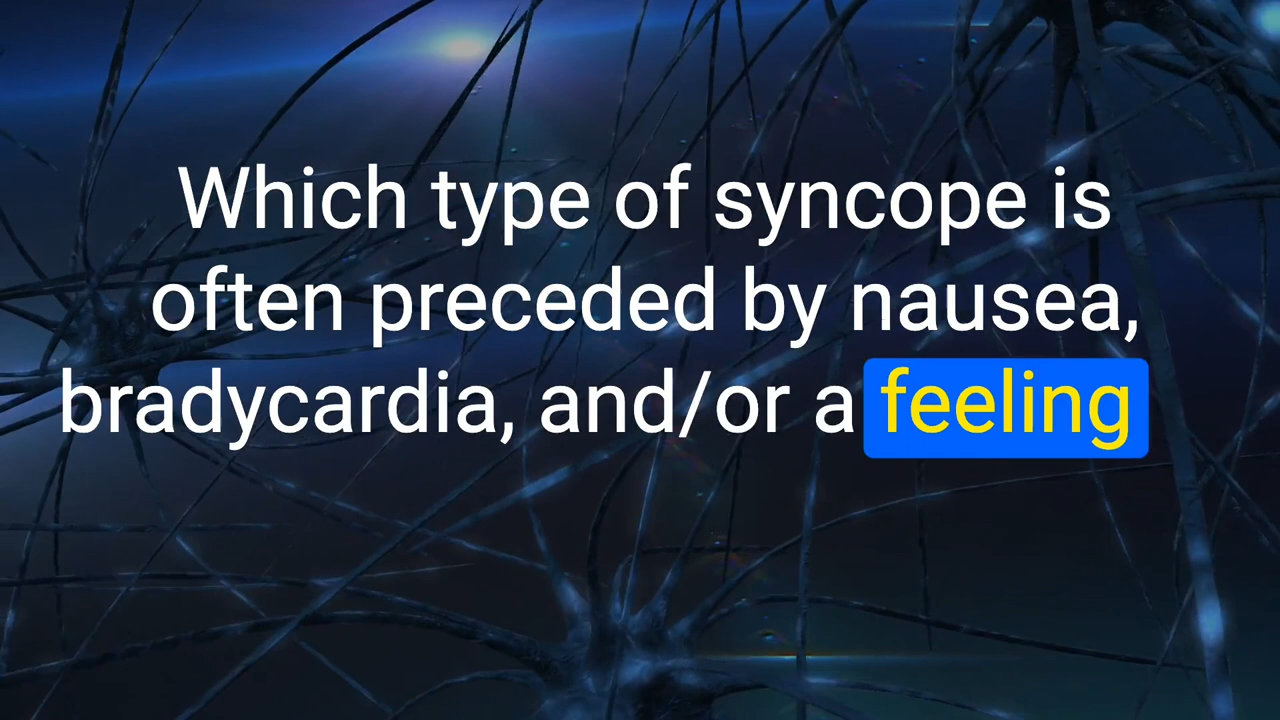 Which type of syncope is
often preceded by nausea,
bradycardia, and/or a feeling